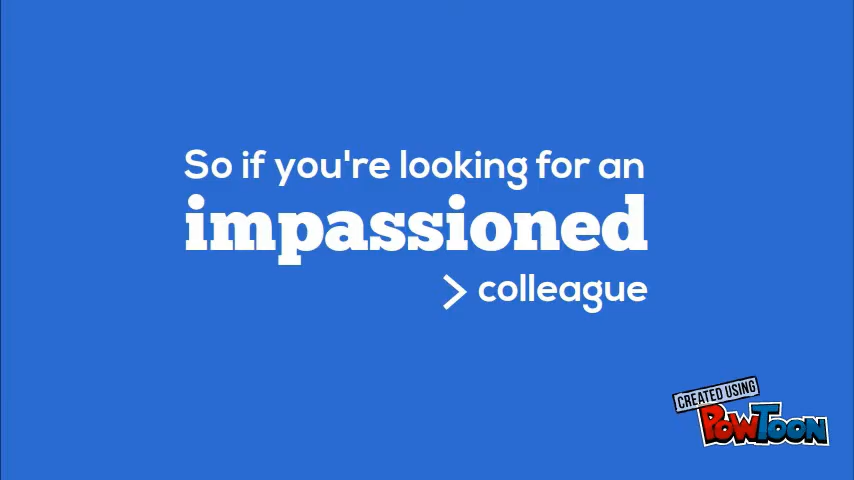 So if you're looking for an
impassioned
> colleague
CREATED USING
POWTOON